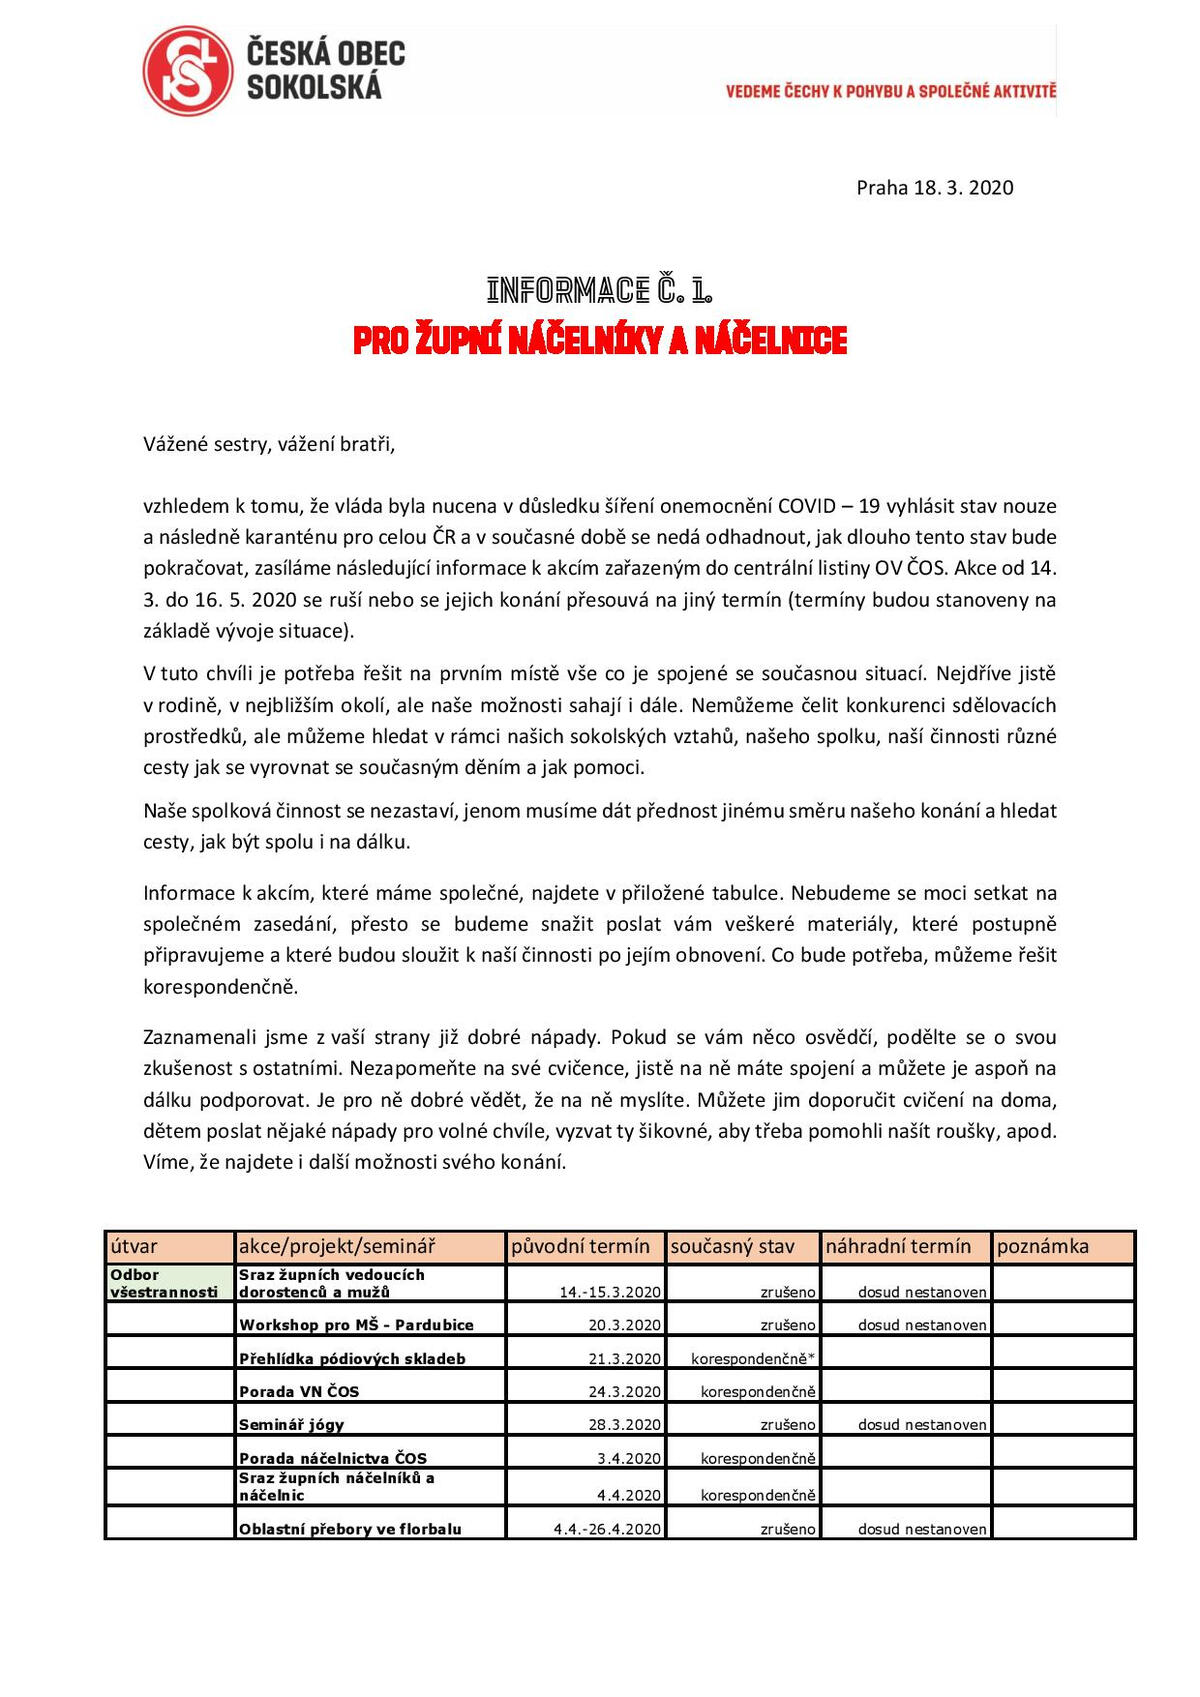 ČESKÁ OBEC
SOKOLSKÁ
VEDEME ČECHY K POHYBU A SPOLEČNÉ AKTIVITĚ
Praha 18. 3. 2020
INFORMACE Č. 1.
PRO ŽUPNÍ NÁČELNÍKY A NÁČELNICE
Vážené sestry, vážení bratři,
vzhledem k tomu, že vláda byla nucena v důsledku šíření onemocnění COVID – 19 vyhlásit stav nouze
a následně karanténu pro celou ČR a v současné době se nedá odhadnout, jak dlouho tento stav bude
pokračovat, zasíláme následující informace k akcím zařazeným do centrální listiny OV ČOS. Akce od 14.
3. do 16. 5. 2020 se ruší nebo se jejich konání přesouvá na jiný termín (termíny budou stanoveny na
základě vývoje situace).
V tuto chvíli je potřeba řešit na prvním místě vše co je spojené se současnou situací. Nejdříve jistě
v rodině, v nejbližším okolí, ale naše možnosti sahají i dále. Nemůžeme čelit konkurenci sdělovacích
prostředků, ale můžeme hledat v rámci našich sokolských vztahů, našeho spolku, naší činnosti různé
cesty jak se vyrovnat se současným děním a jak pomoci.
Naše spolková činnost se nezastaví, jenom musíme dát přednost jinému směru našeho konání a hledat
cesty, jak být spolu i na dálku.
Informace k akcím, které máme společné, najdete v přiložené tabulce. Nebudeme se moci setkat na
společném zasedání, přesto se budeme snažit poslat vám veškeré materiály, které postupně
připravujeme a které budou sloužit k naší činnosti po jejím obnovení. Co bude potřeba, můžeme řešit
korespondenčně.
Zaznamenali jsme z vaší strany již dobré nápady. Pokud se vám něco osvědčí, podělte se o svou
zkušenost s ostatními. Nezapomeňte na své cvičence, jistě na ně máte spojení a můžete je aspoň na
dálku podporovat. Je pro ně dobré vědět, že na ně myslíte. Můžete jim doporučit cvičení na doma,
dětem poslat nějaké nápady pro volné chvíle, vyzvat ty šikovné, aby třeba pomohli našít roušky, apod.
Víme, že najdete i další možnosti svého konání.
útvar akce/projekt/seminář původní termín současný stav náhradní termín poznámka
Odbor Sraz župních vedoucích
všestrannosti dorostenců a mužů 14.-15.3.2020 zrušeno dosud nestanoven
Workshop pro MŠ - Pardubice 20.3.2020 zrušeno dosud nestanoven
Přehlídka pódiových skladeb 21.3.2020 korespondenčně*
Porada VN ČOS 24.3.2020 korespondenčně
Seminář jógy 28.3.2020 zrušeno dosud nestanoven
Porada náčelnictva ČOS 3.4.2020 korespondenčně
Sraz župních náčelníků a
náčelnic 4.4.2020 korespondenčně
Oblastní přebory ve florbalu 4.4.-26.4.2020 zrušeno dosud nestanoven